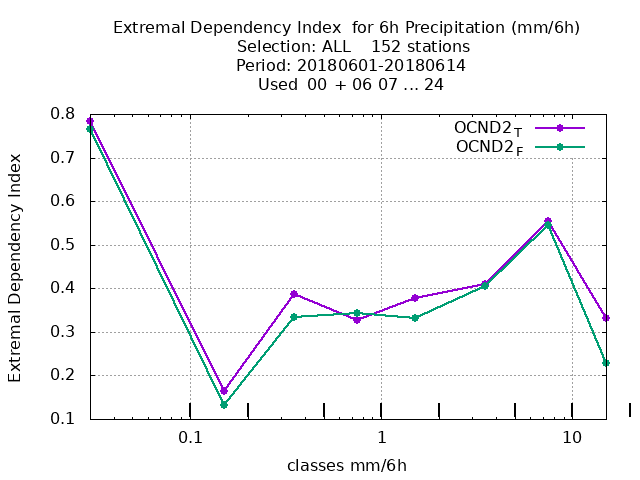 Extremal Dependency Index  for 6h Precipitation (mm/6h)
Selection: ALL    152 stations
Period: 20180601-20180614
Used  00  + 06 07 ... 24
OCND2_T
OCND2_F
Extremal Dependency Index
0.8
0.7
0.6
0.5
0.4
0.3
0.2
0.1
0.1 1 10
classes mm/6h